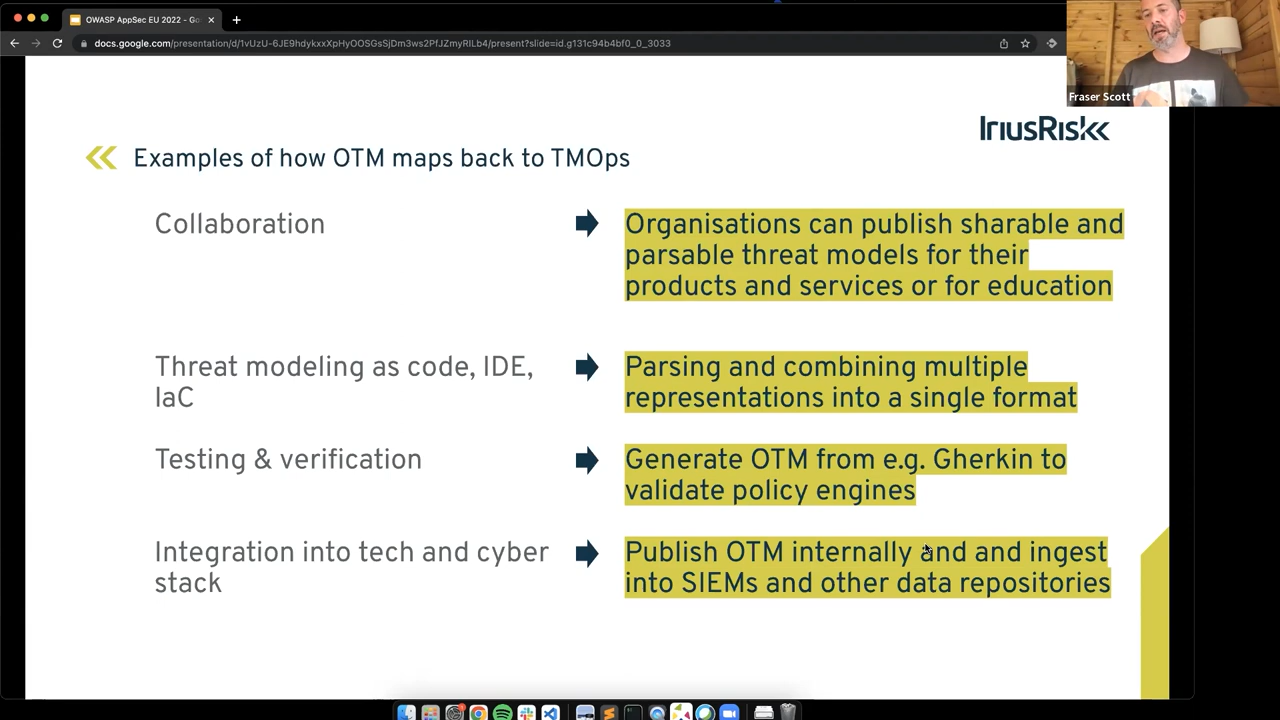 OWASP AppSec EU 2022 - Go
docs.google.com/presentation/d/1vUzU-6JE9hdykxxXpHyOOSGsSjDm3ws2PfJZmyRILb4/present?slide=id.g131c94b4bf0_0_3033
Fraser Scott
IriusRisk
Examples of how OTM maps back to TMOps
Collaboration
Organisations can publish sharable and
parsable threat models for their
products and services or for education
Threat modeling as code, IDE,
IaC
Parsing and combining multiple
representations into a single format
Testing & verification
Generate OTM from e.g. Gherkin to
validate policy engines
Integration into tech and cyber
stack
Publish OTM internally and and ingest
into SIEMs and other data repositories